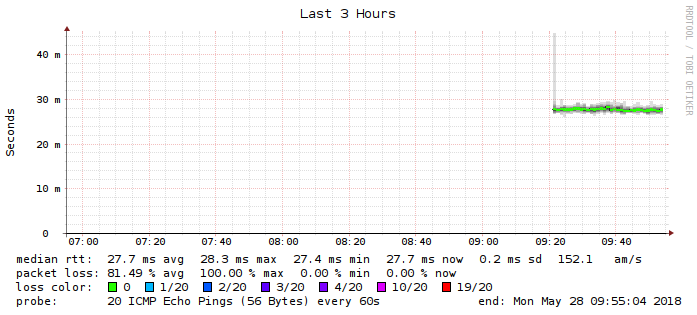 Last 3 Hours
RRDTOOL / TOBI OETIKER
Seconds
40 m
30 m
20 m
10 m
0
07:00 07:20 07:40 08:00 08:20 08:40 09:00 09:20 09:40
median rtt: 27.7 ms avg 28.3 ms max 27.4 ms min 27.7 ms now 0.2 ms sd 152.1 am/s
packet loss: 81.49 % avg 100.00 % max 0.00 % min 0.00 % now
loss color: 0 1/20 2/20 3/20 4/20 10/20 19/20
probe: 20 ICMP Echo Pings (56 Bytes) every 60s end: Mon May 28 09:55:04 2018